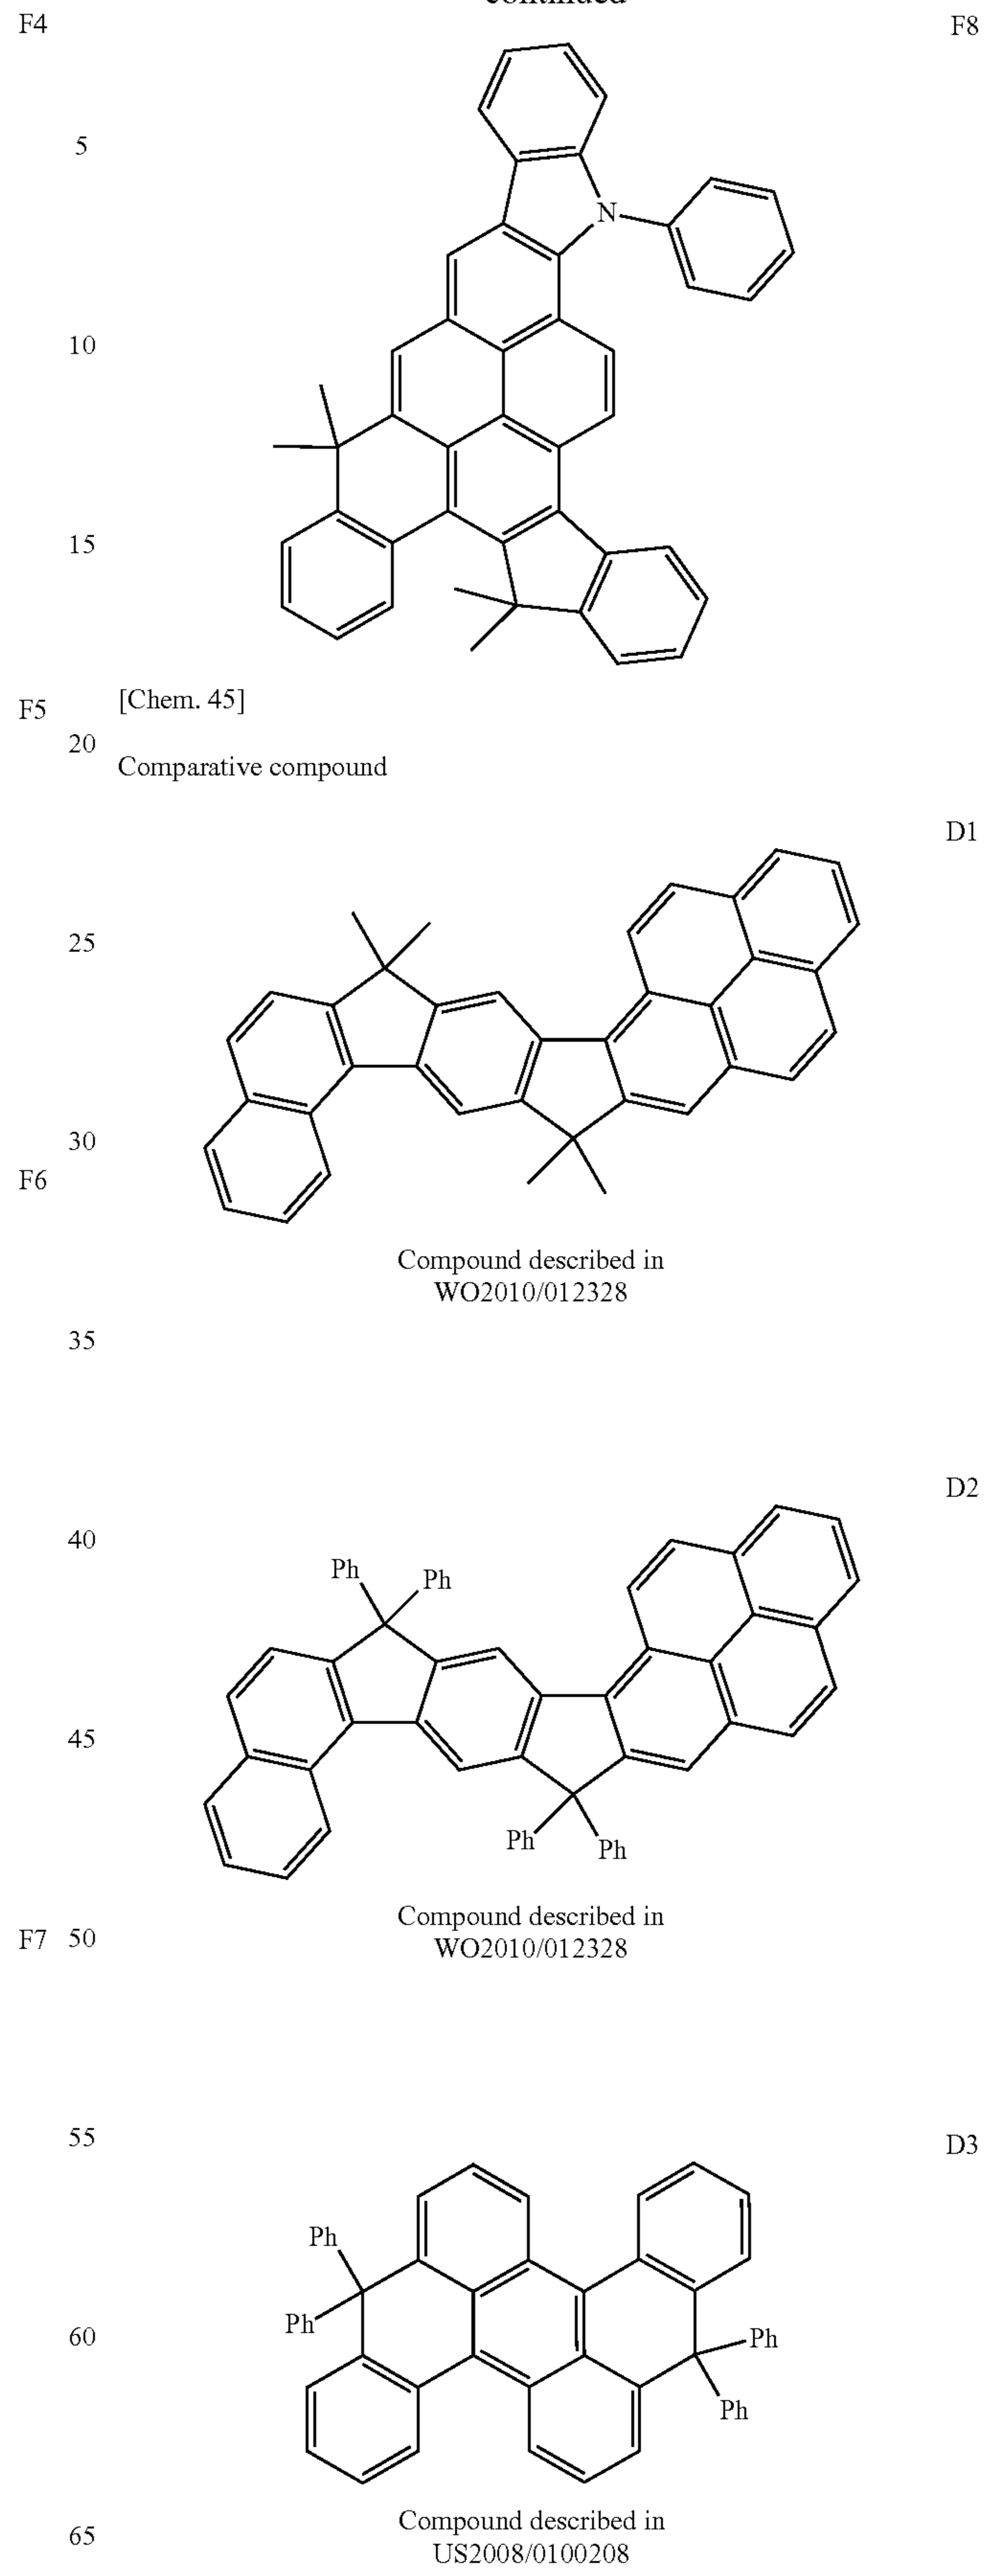 F4
continued
F8
5
N
10
15
F5
[Chem. 45]
20
Comparative compound
D1
25
30
F6
Compound described in
WO2010/012328
35
D2
40
Ph
Ph
45
Ph
Ph
Compound described in
WO2010/012328
F7
50
55
D3
Ph
Ph
60
Ph
Ph
Compound described in
US2008/0100208
65